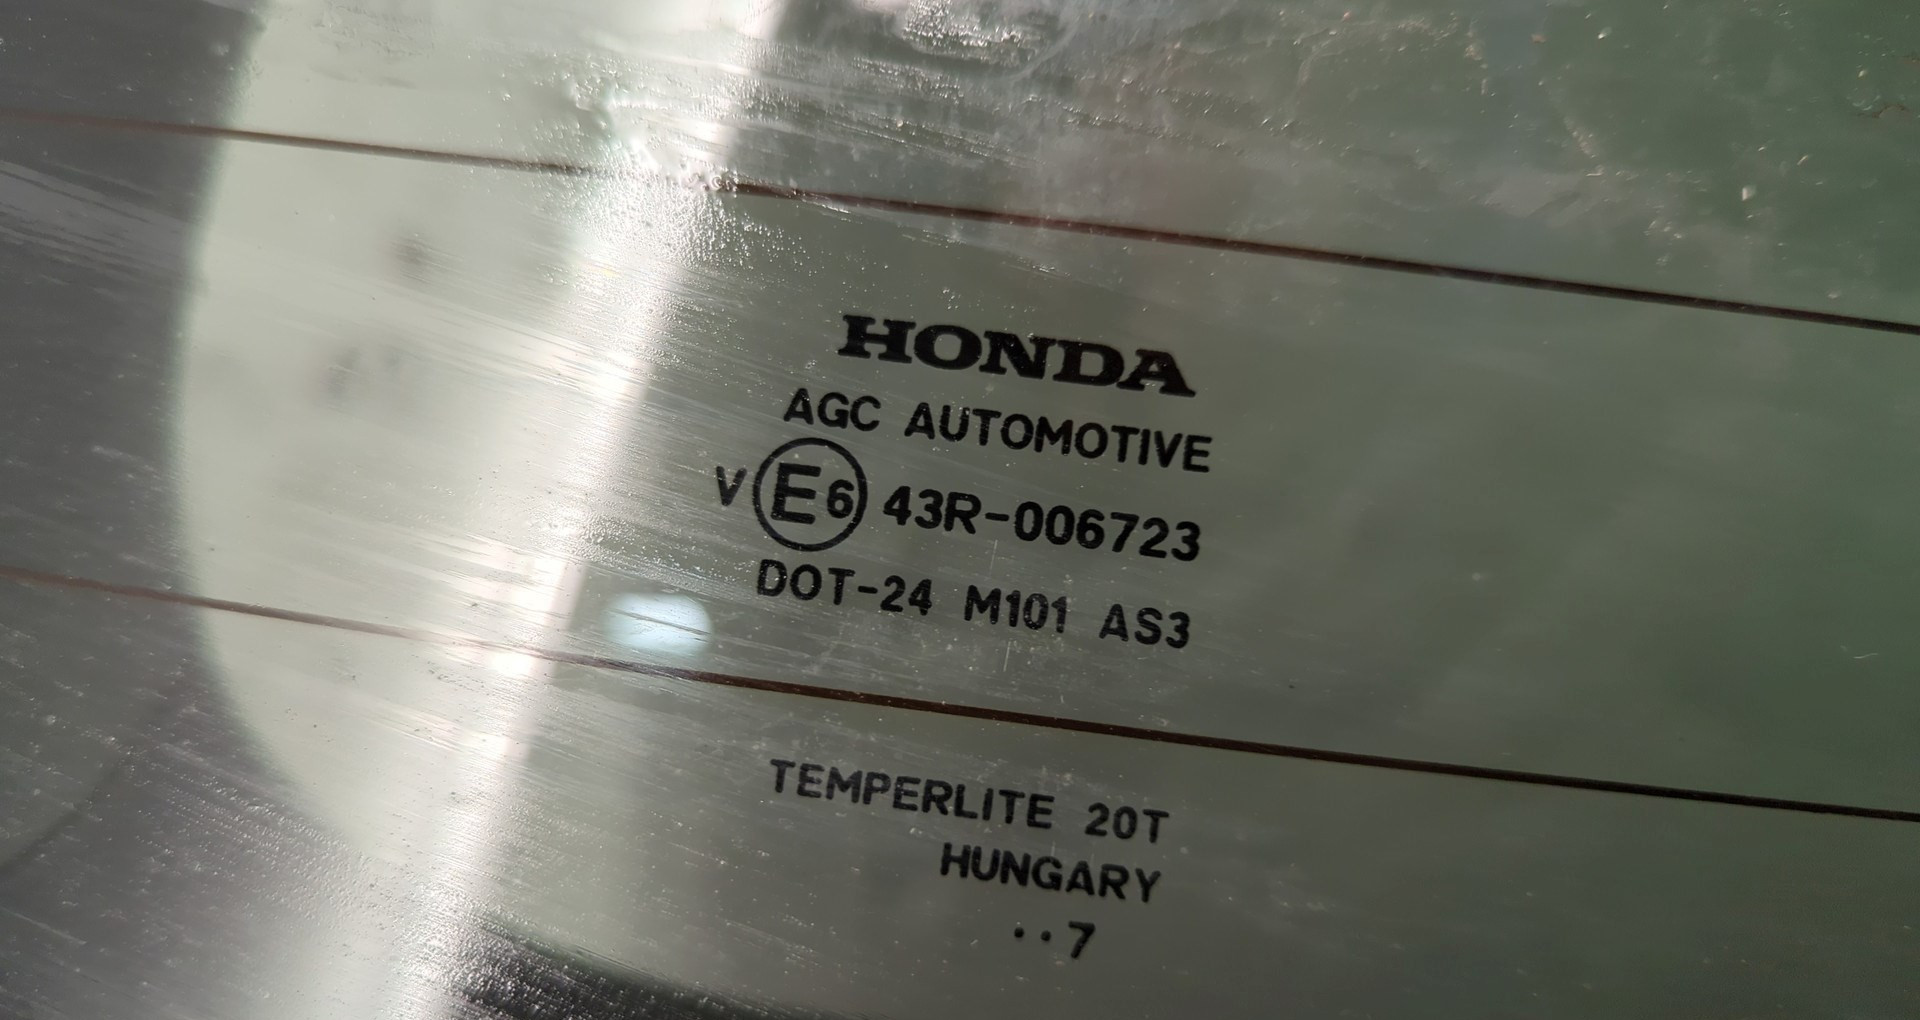 HONDA
AGC AUTOMOTIVE
V E6 43R-006723
DOT-24 M101 AS3
TEMPERLITE 20T
HUNGARY
··7